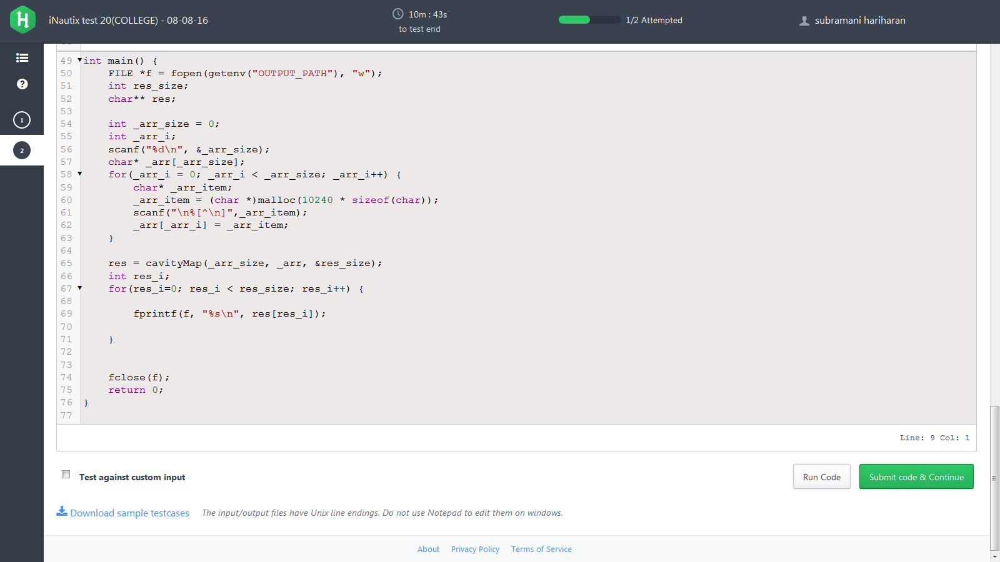 iNautix test 20(COLLEGE) - 08-08-16
10m : 43s
to test end
1/2 Attempted
subramani hariharan
1
2
49 int main() {
50 FILE *f = fopen(getenv("OUTPUT_PATH"), "w");
51 int res_size;
52 char** res;
53
54 int _arr_size = 0;
55 int _arr_i;
56 scanf("%d\n", &_arr_size);
57 char* _arr[_arr_size];
58 for(_arr_i = 0; _arr_i < _arr_size; _arr_i++) {
59 char* _arr_item;
60 _arr_item = (char *)malloc(10240 * sizeof(char));
61 scanf("\n%[^\n]",_arr_item);
62 _arr[_arr_i] = _arr_item;
63 }
64
65 res = cavityMap(_arr_size, _arr, &res_size);
66 int res_i;
67 for(res_i=0; res_i < res_size; res_i++) {
68
69 fprintf(f, "%s\n", res[res_i]);
70
71 }
72
73
74 fclose(f);
75 return 0;
76 }
77
Line: 9 Col: 1
Test against custom input
Run Code
Submit code & Continue
Download sample testcases
The input/output files have Unix line endings. Do not use Notepad to edit them on windows.
About Privacy Policy Terms of Service